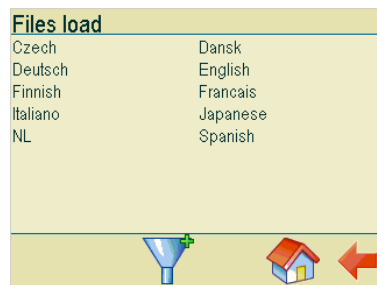 Files load
Czech Dansk
Deutsch English
Finnish Francais
Italiano Japanese
NL Spanish